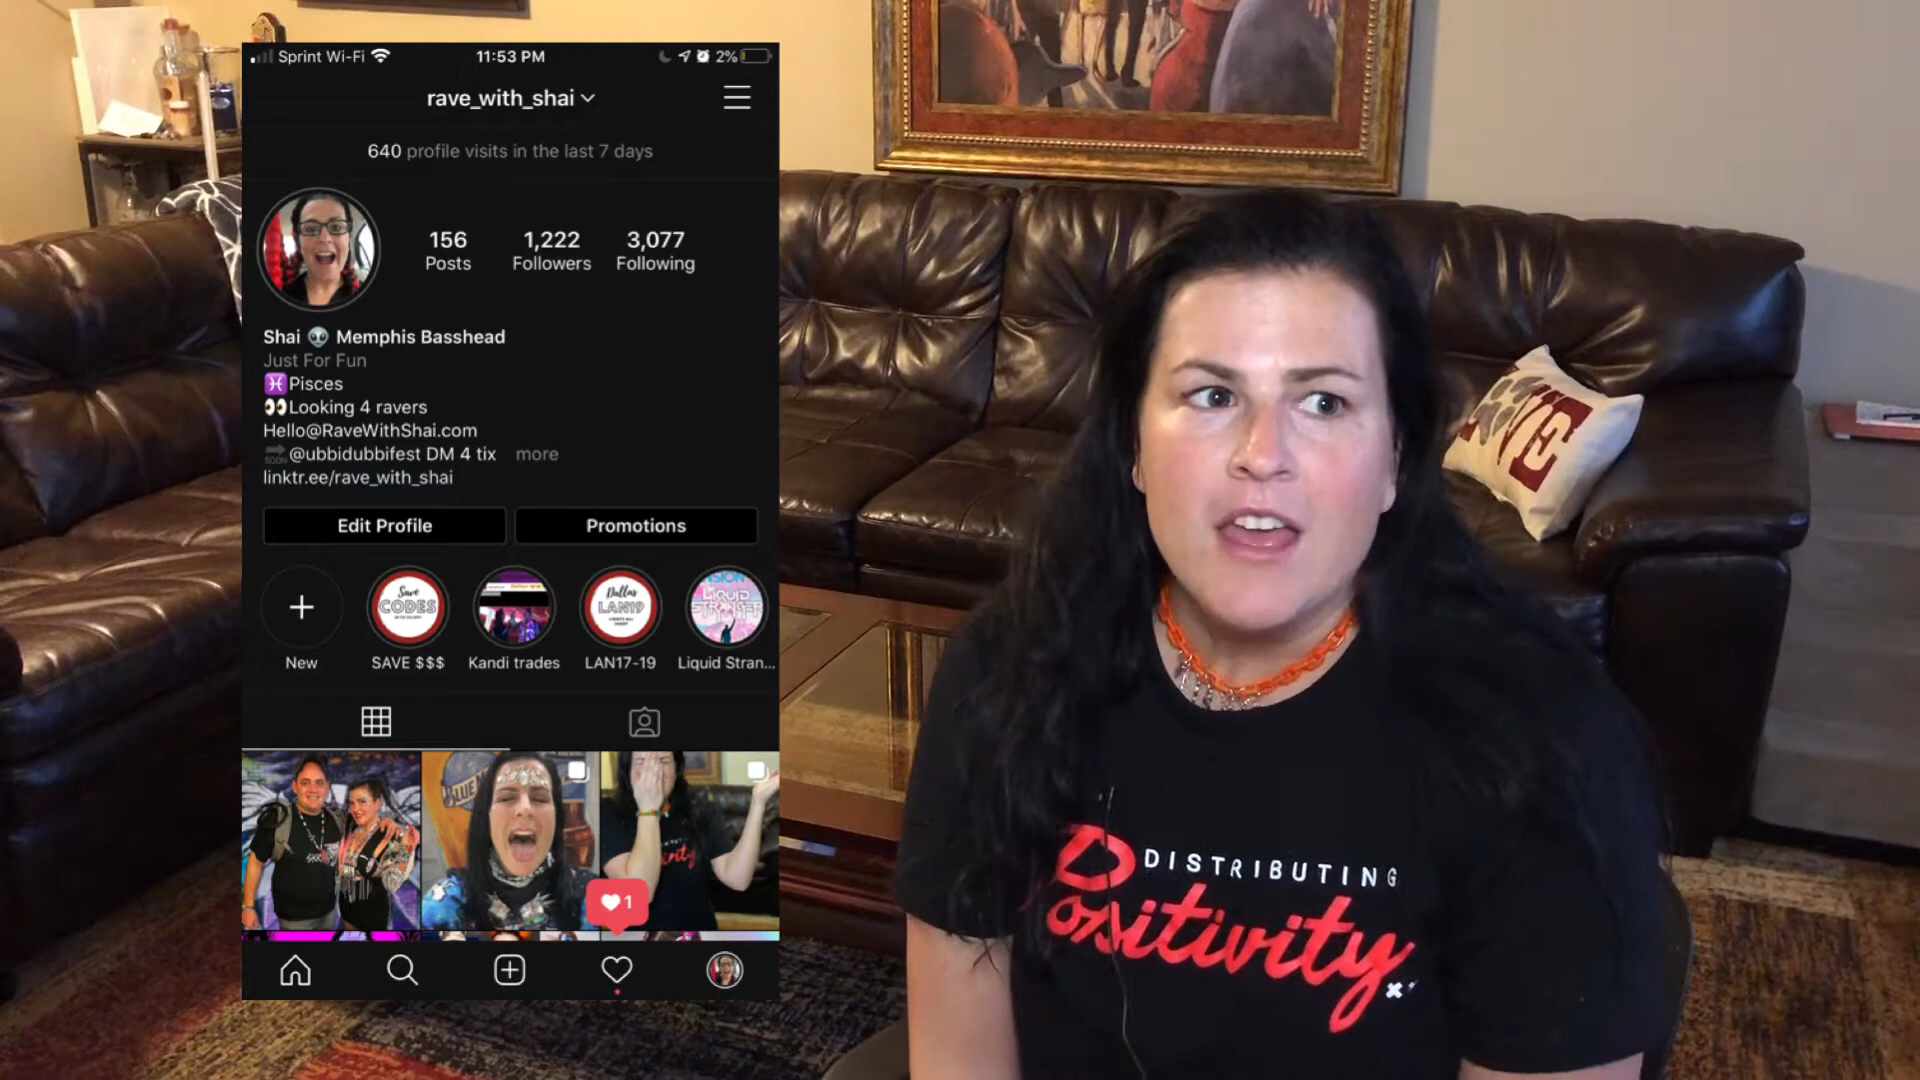 Sprint Wi-Fi 11:53 PM 2%
rave_with_shai
640 profile visits in the last 7 days
156 1,222 3,077
Posts Followers Following
Shai 👽 Memphis Basshead
Just For Fun
♓Pisces
👀Looking 4 ravers
Hello@RaveWithShai.com
🔜@ubbidubbifest DM 4 tix more
linktr.ee/rave_with_shai
Edit Profile Promotions
Save
CODES
Dallas
LAN19
LIQUID
STRANGER
New SAVE $$$ Kandi trades LAN17-19 Liquid Stran...
BLUE
1
DISTRIBUTING
Positivity